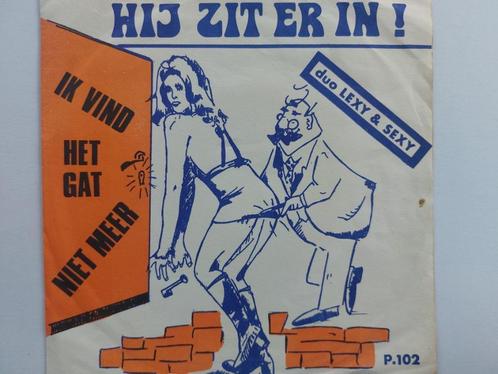 HIJ ZIT ER IN !
duo LEXY & SEXY
IK VIND
HET
GAT
NIET MEER
P.102